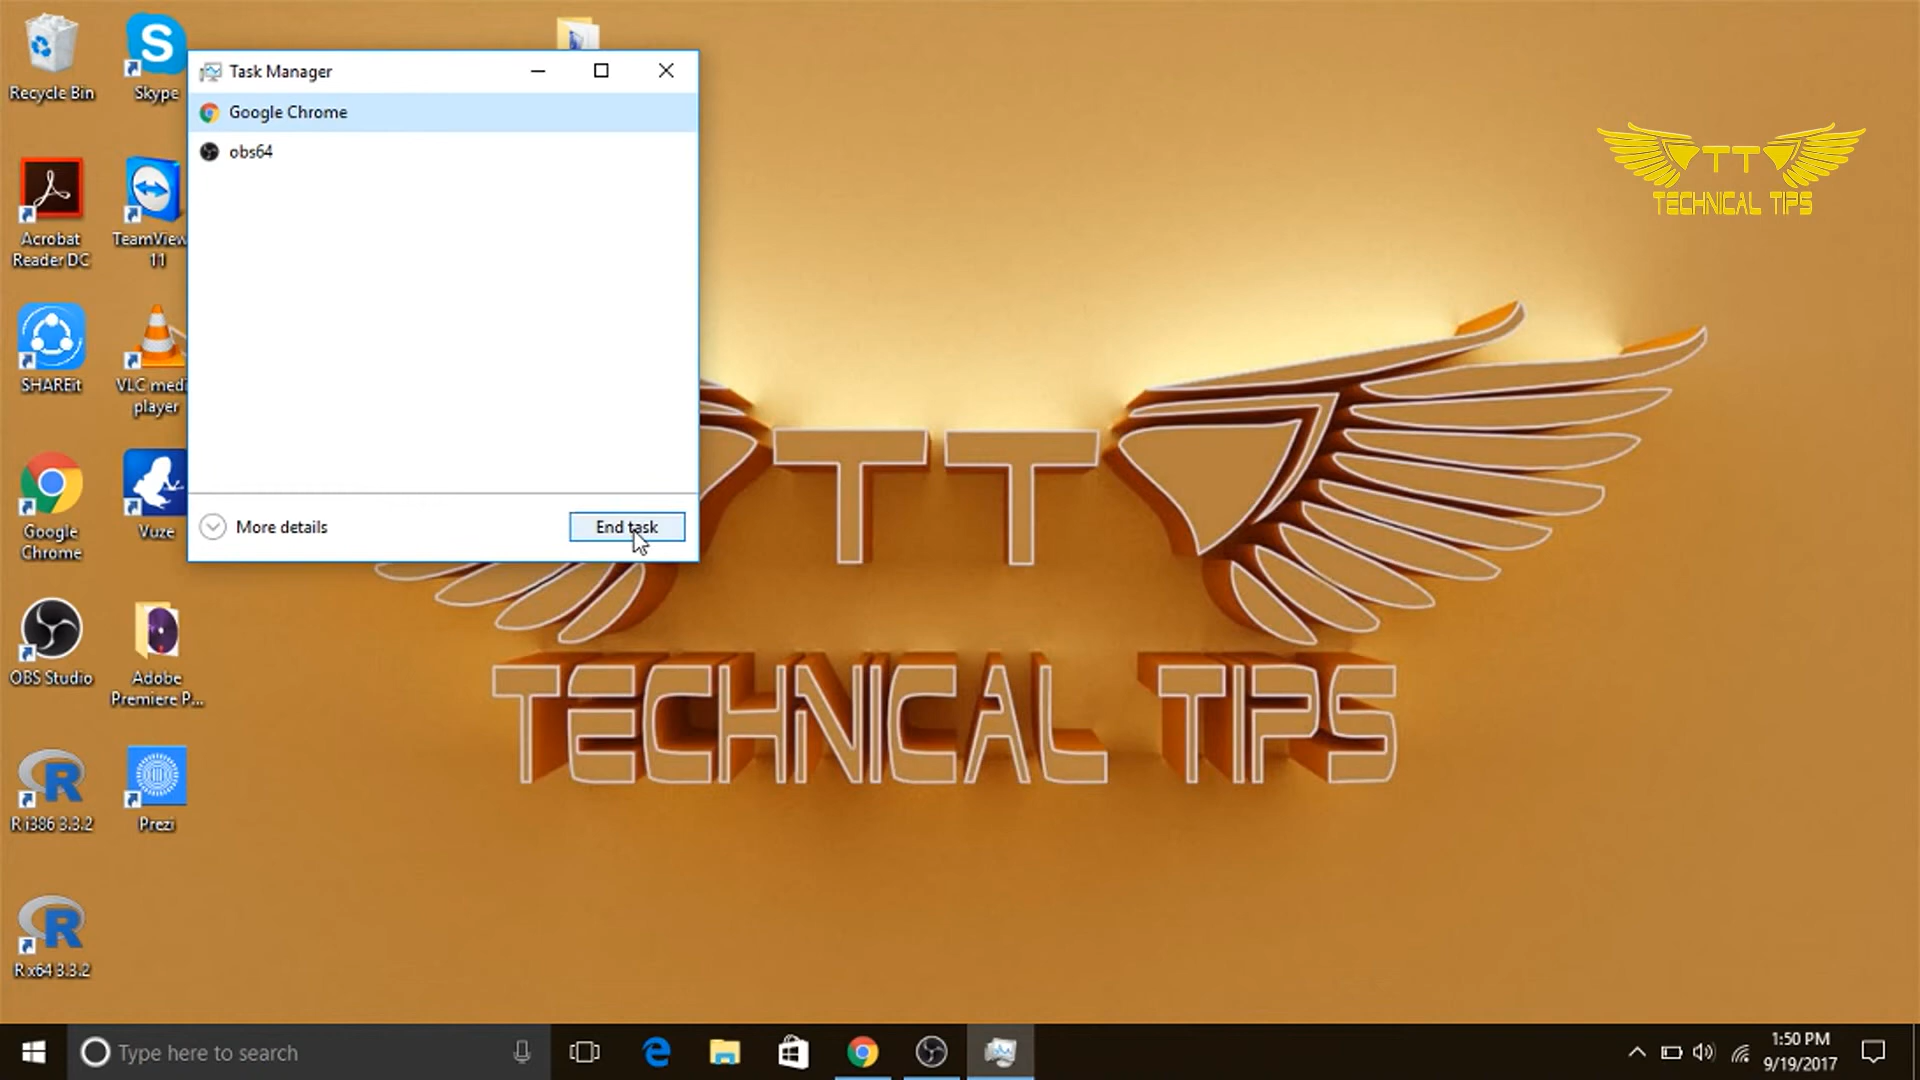 Recycle Bin
Skype
Acrobat
Reader DC
TeamView
11
SHAREit
VLC medi
player
Google
Chrome
Vuze
OBS Studio
Adobe
Premiere P...
R i386 3.3.2
Prezi
R x64 3.3.2
Task Manager
Google Chrome
obs64
More details
End task
TT
TECHNICAL TIPS
TT
TECHNICAL TIPS
Type here to search
1:50 PM
9/19/2017